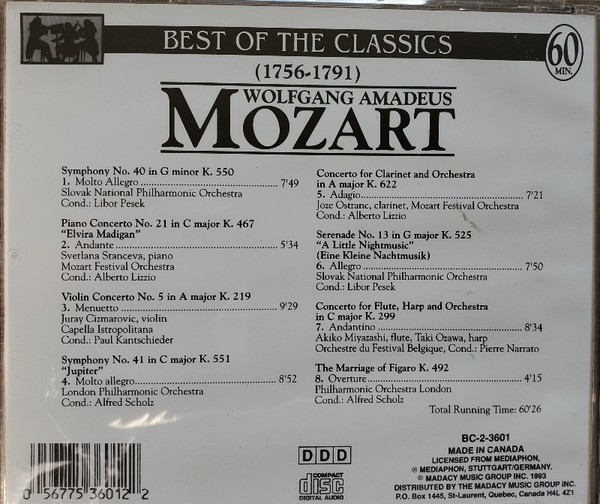 BEST OF THE CLASSICS
60
MIN.
(1756-1791)
WOLFGANG AMADEUS
MOZART
Symphony No. 40 in G minor K. 550
1. Molto Allegro 7'49
Slovak National Philharmonic Orchestra
Cond.: Libor Pesek
Piano Concerto No. 21 in C major K. 467
"Elvira Madigan"
2. Andante 5'34
Svetlana Stanceva, piano
Mozart Festival Orchestra
Cond.: Alberto Lizzio
Violin Concerto No. 5 in A major K. 219
3. Menuetto 9'29
Juray Cizmarovic, violin
Capella Istropolitana
Cond.: Paul Kantschieder
Symphony No. 41 in C major K. 551
"Jupiter"
4. Molto allegro 8'52
London Philharmonic Orchestra
Cond.: Alfred Scholz
Concerto for Clarinet and Orchestra
in A major K. 622
5. Adagio 7'21
Joze Ostranc, clarinet, Mozart Festival Orchestra
Cond.: Alberto Lizzio
Serenade No. 13 in G major K. 525
"A Little Nightmusic"
(Eine Kleine Nachtmusik)
6. Allegro 7'50
Slovak National Philharmonic Orchestra
Cond.: Libor Pesek
Concerto for Flute, Harp and Orchestra
in C major K. 299
7. Andantino 8'34
Akiko Miyazashi, flute, Taki Ozawa, harp
Orchestre du Festival Belgique, Cond.: Pierre Narrato
The Marriage of Figaro K. 492
8. Overture 4'15
Philharmonic Orchestra London
Cond.: Alfred Scholz
Total Running Time: 60'26
0 56775 36012 2
DDD
COMPACT
disc
DIGITAL AUDIO
BC-2-3601
MADE IN CANADA
LICENSED FROM MEDIAPHON,
℗ MEDIAPHON, STUTTGART/GERMANY.
© MADACY MUSIC GROUP INC. 1993
DISTRIBUTED BY THE MADACY MUSIC GROUP INC.
P.O. Box 1445, St-Laurent, Quebec, Canada H4L 4Z1